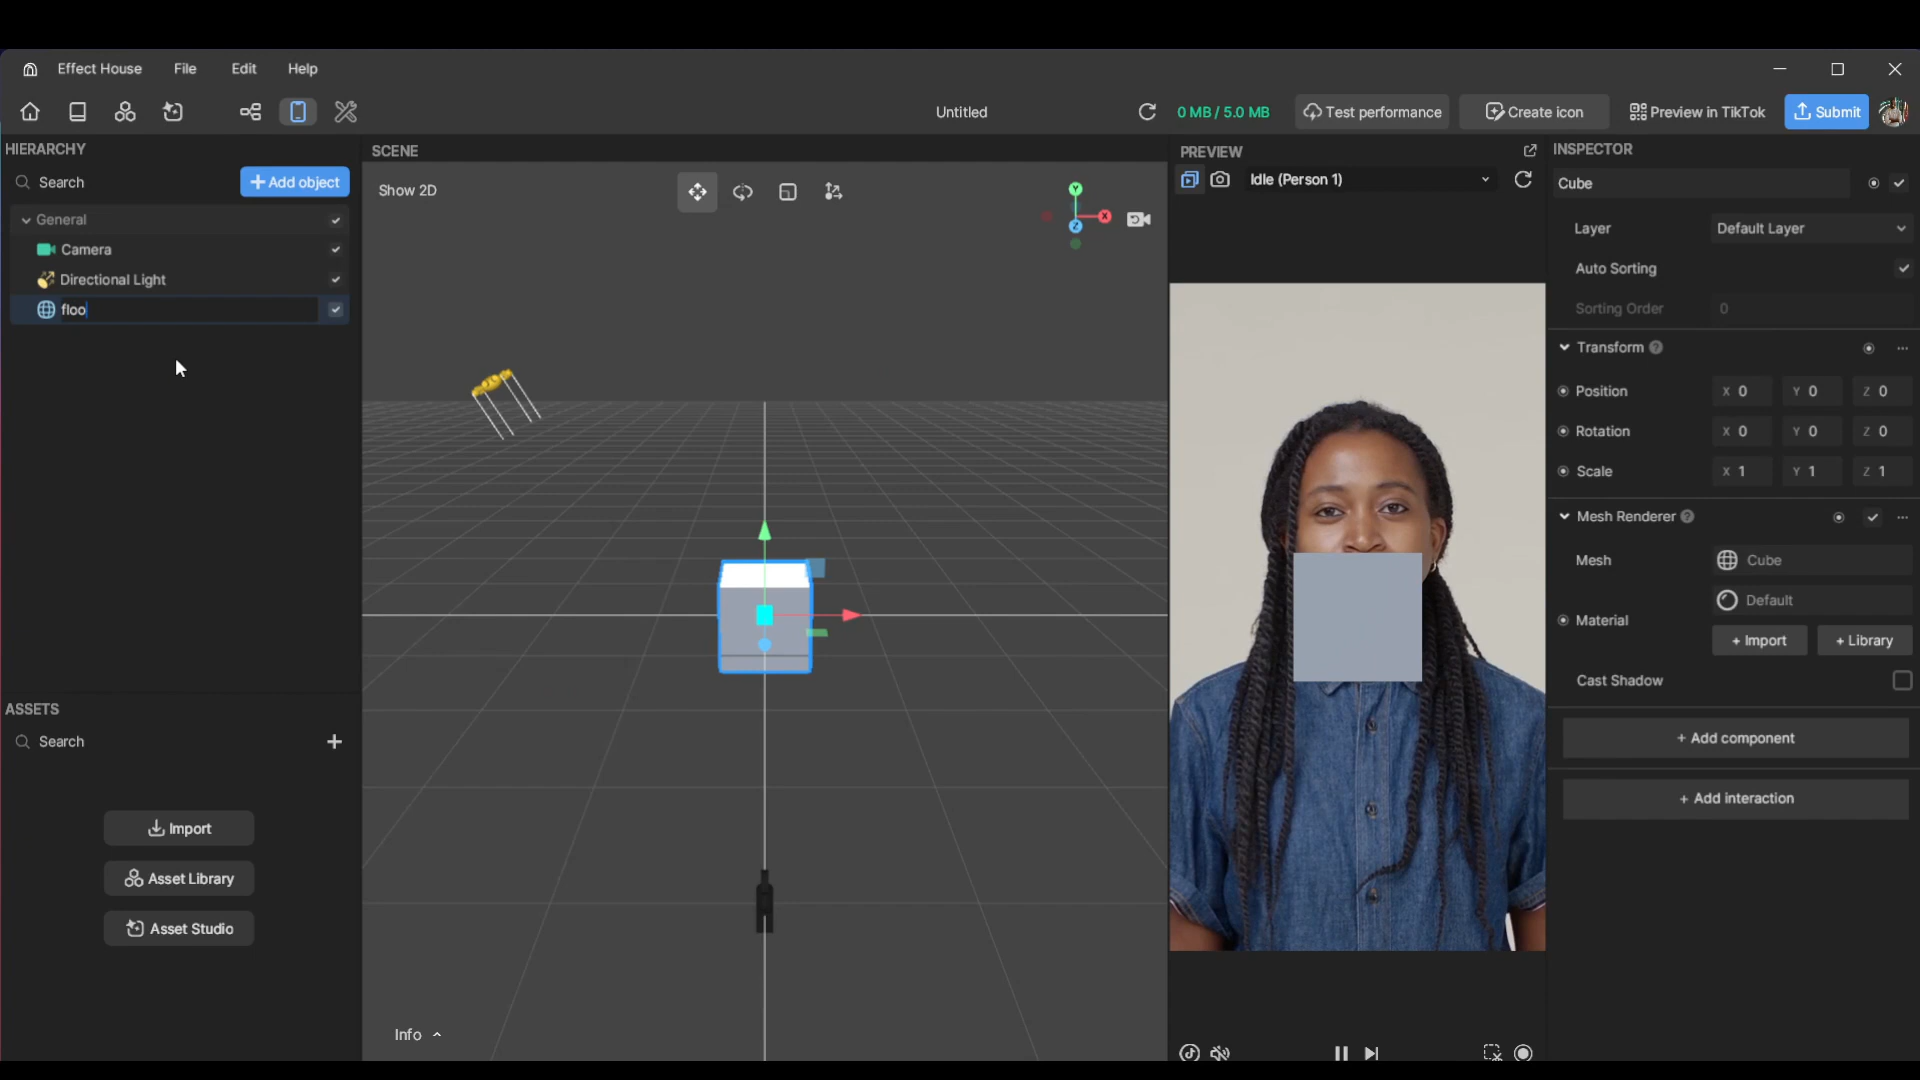 Effect House File Edit Help
Untitled 0 MB / 5.0 MB Test performance Create icon Preview in TikTok Submit
HIERARCHY
Search + Add object
General
Camera
Directional Light
floo
ASSETS
Search +
Import
Asset Library
Asset Studio
SCENE
Show 2D
Y
X
Z
Info
PREVIEW
Idle (Person 1)
INSPECTOR
Cube
Layer Default Layer
Auto Sorting
Sorting Order 0
Transform ?
Position X 0 Y 0 Z 0
Rotation X 0 Y 0 Z 0
Scale X 1 Y 1 Z 1
Mesh Renderer ?
Mesh Cube
Default
Material
+ Import + Library
Cast Shadow
+ Add component
+ Add interaction